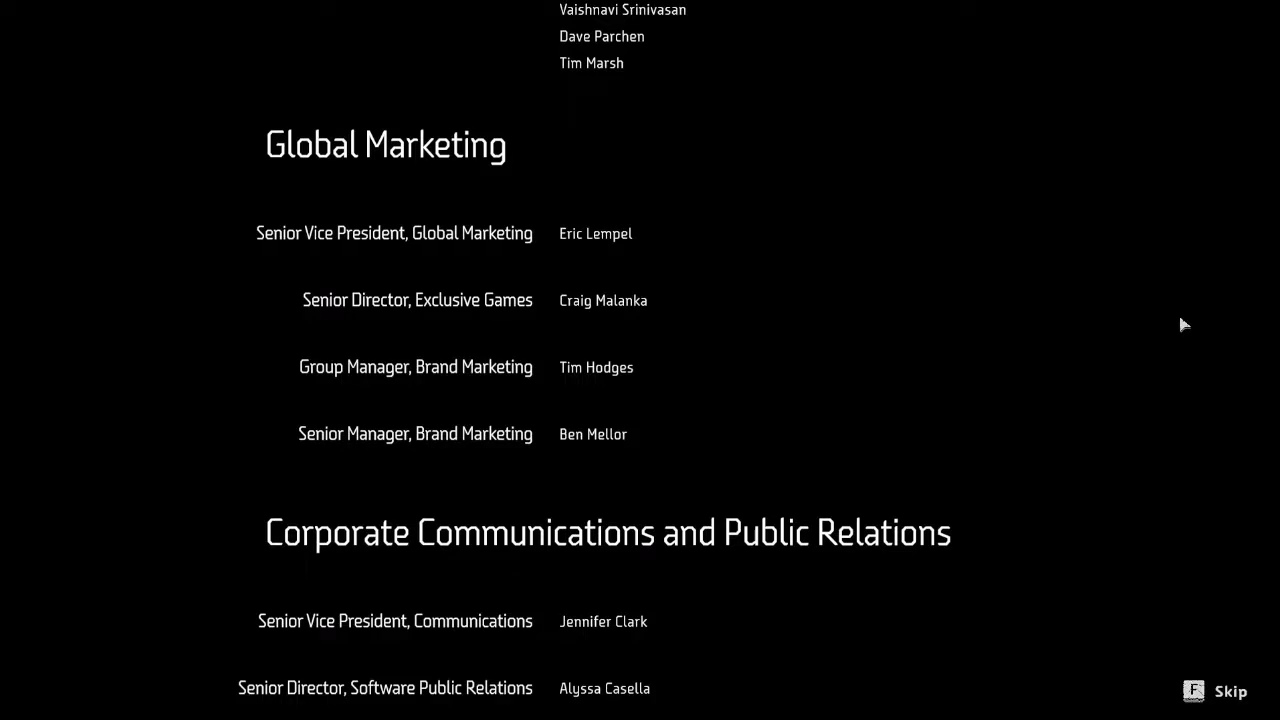 Vaishnavi Srinivasan
Dave Parchen
Tim Marsh
Global Marketing
Senior Vice President, Global Marketing Eric Lempel
Senior Director, Exclusive Games Craig Malanka
Group Manager, Brand Marketing Tim Hodges
Senior Manager, Brand Marketing Ben Mellor
Corporate Communications and Public Relations
Senior Vice President, Communications Jennifer Clark
Senior Director, Software Public Relations Alyssa Casella
F Skip